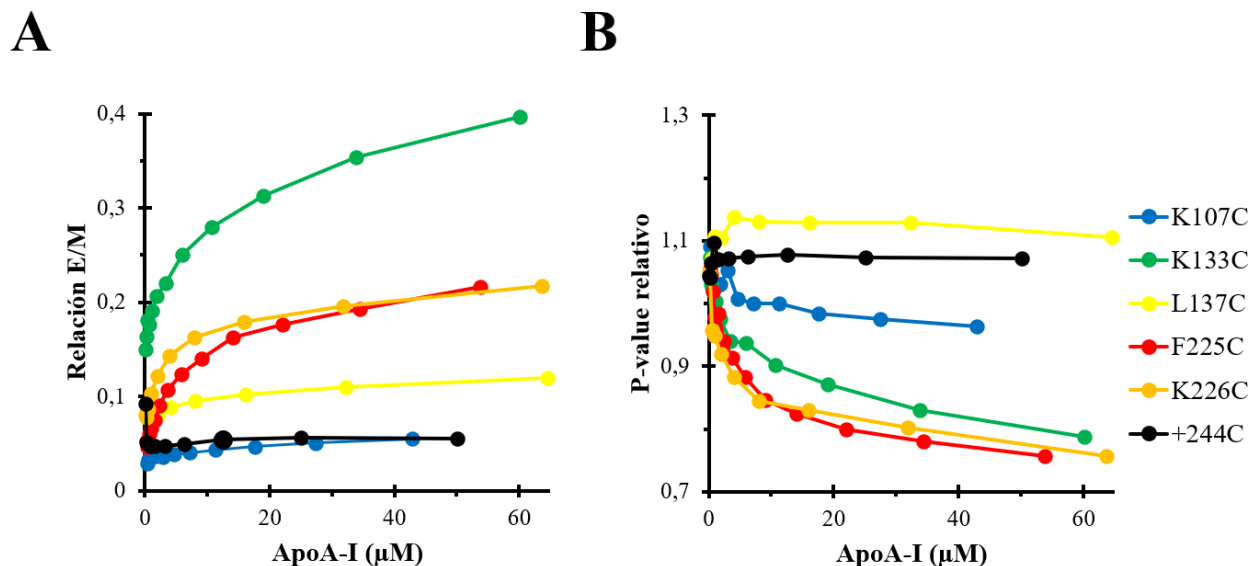 A
Relación E/M
0,4
0,3
0,2
0,1
0
0
20
40
60
ApoA-I (µM)
B
P-value relativo
1,3
1,1
0,9
0,7
0
20
40
60
ApoA-I (µM)
K107C
K133C
L137C
F225C
K226C
+244C